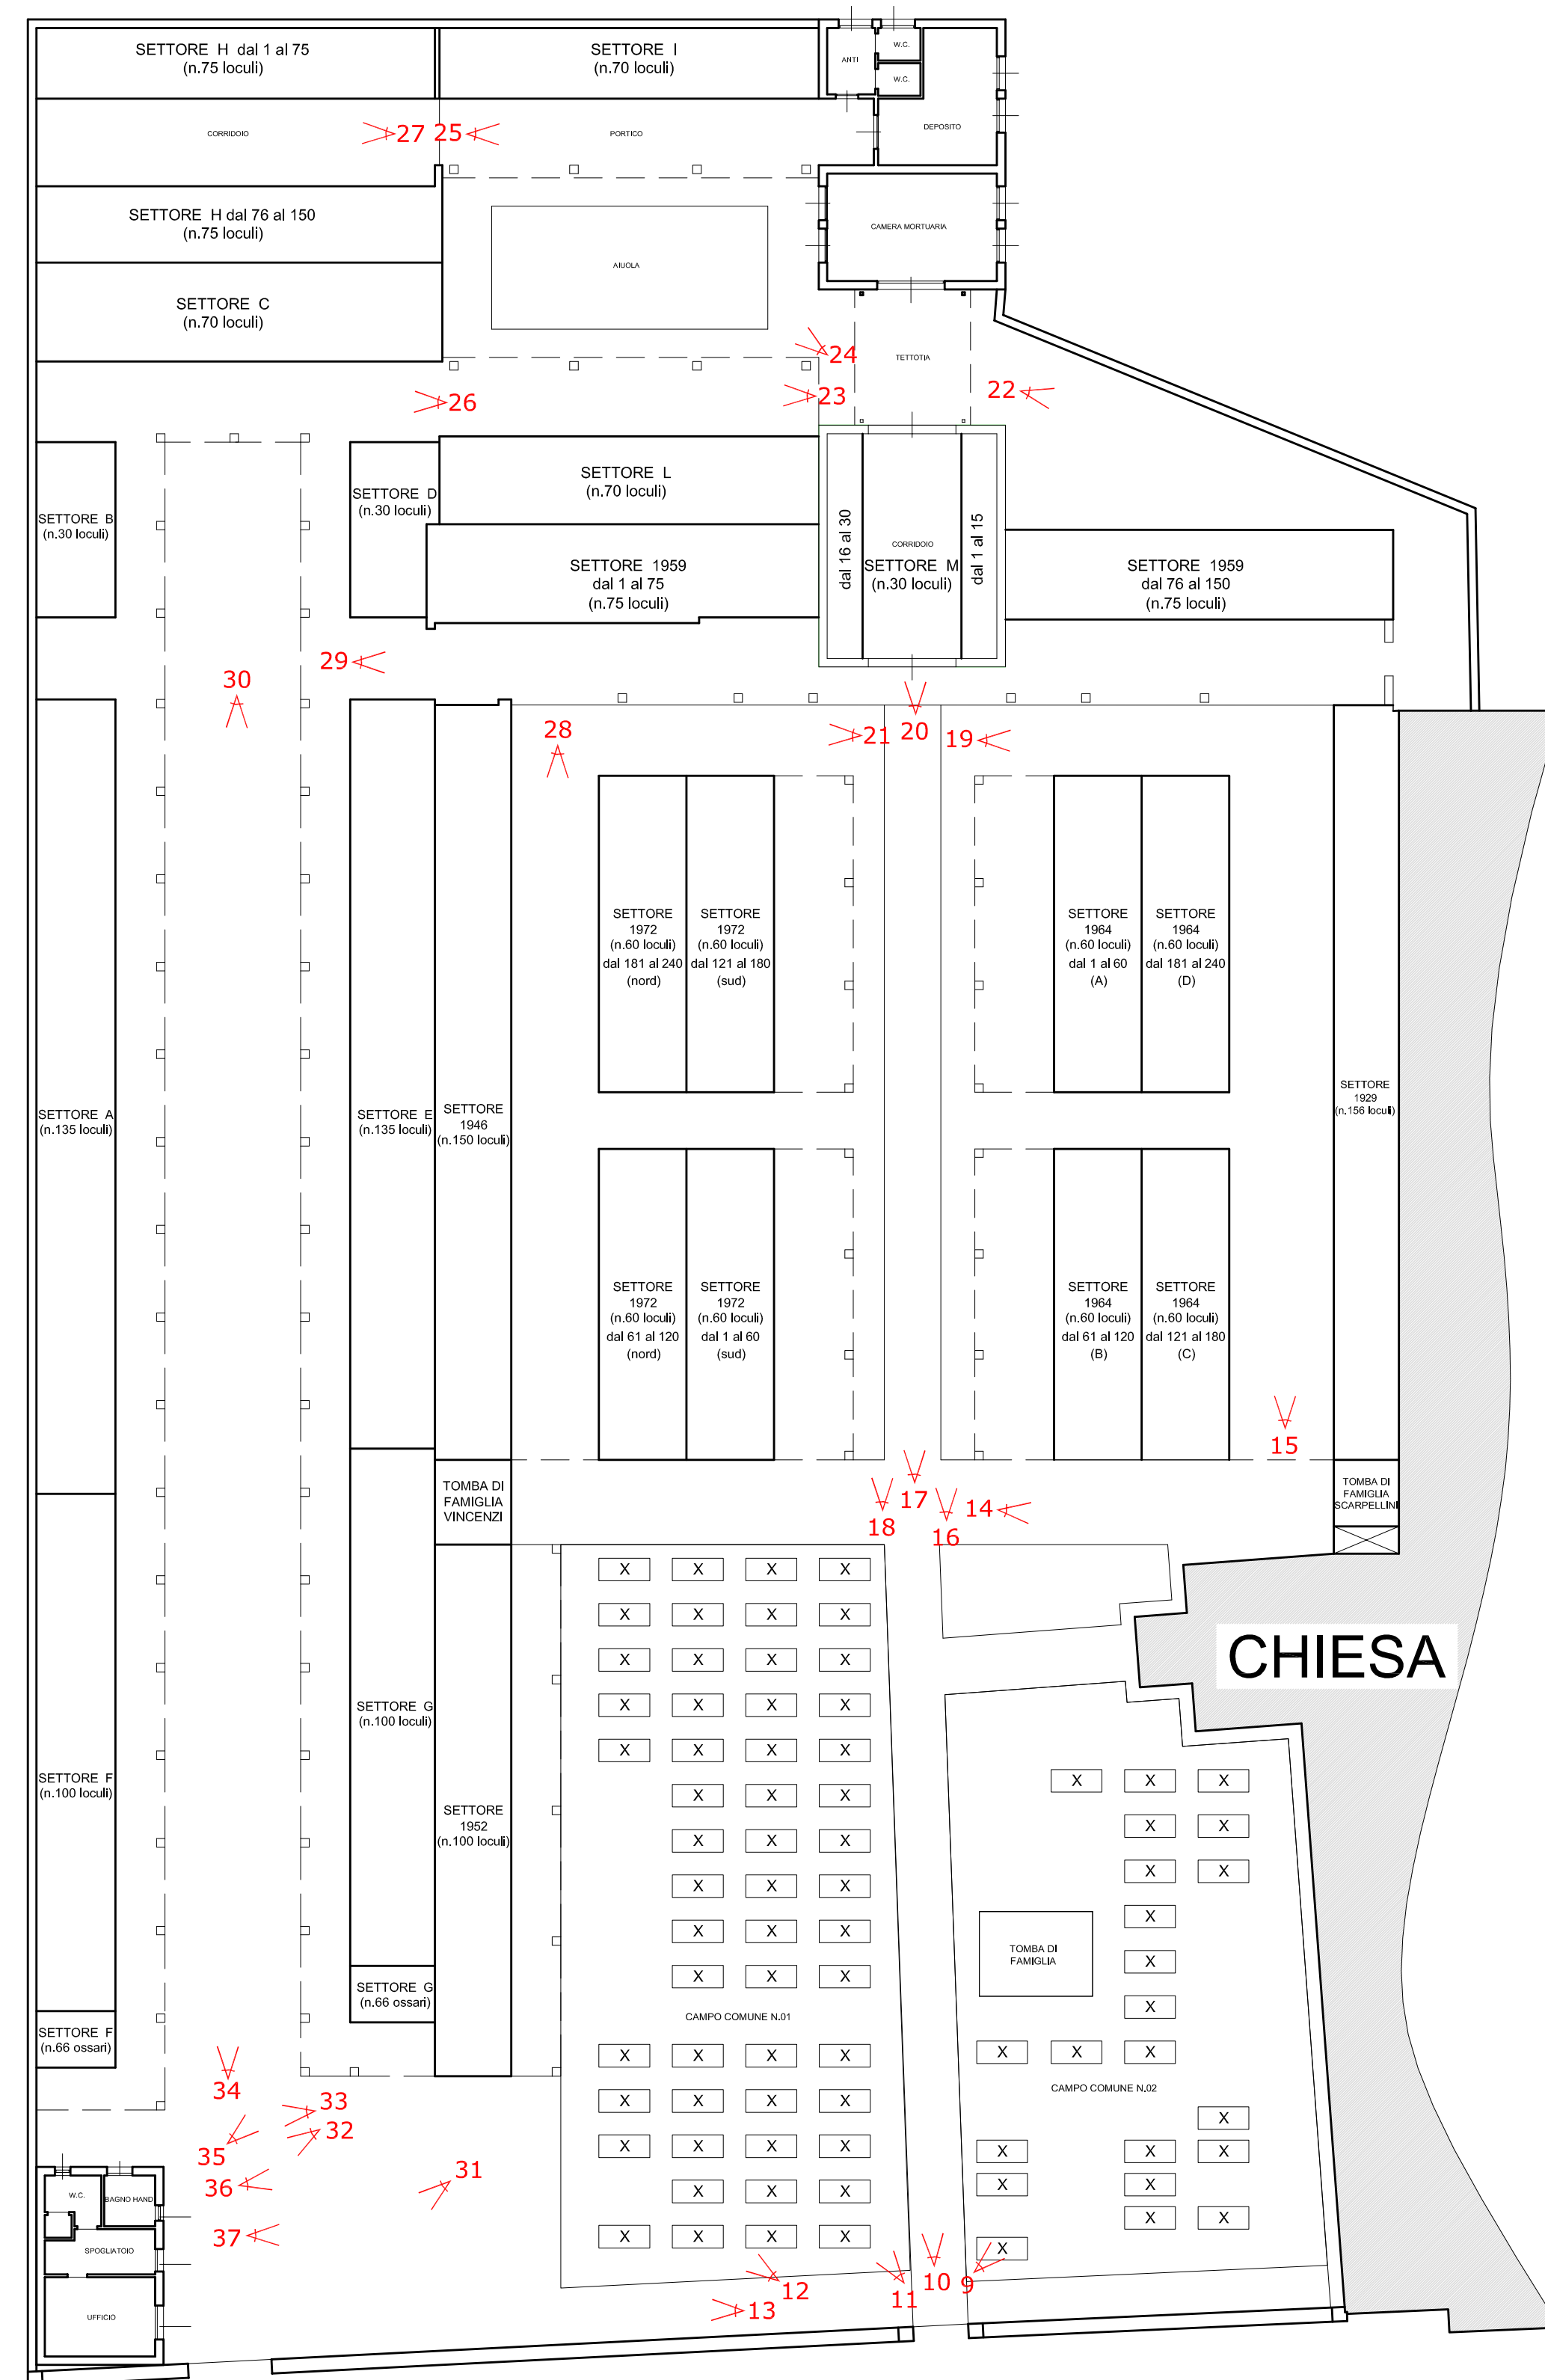 SETTORE H dal 1 al 75
(n.75 loculi)
SETTORE I
(n.70 loculi)
ANTI
W.C.
W.C.
DEPOSITO
CORRIDOIO
27
25
PORTICO
SETTORE H dal 76 al 150
(n.75 loculi)
CAMERA MORTUARIA
AIUOLA
SETTORE C
(n.70 loculi)
24
TETTOTIA
26
23
22
SETTORE B
(n.30 loculi)
SETTORE D
(n.30 loculi)
SETTORE L
(n.70 loculi)
SETTORE 1959
dal 1 al 75
(n.75 loculi)
dal 16 al 30
CORRIDOIO
SETTORE M
(n.30 loculi)
dal 1 al 15
SETTORE 1959
dal 76 al 150
(n.75 loculi)
29
30
28
21
20
19
SETTORE
1972
(n.60 loculi)
dal 181 al 240
(nord)
SETTORE
1972
(n.60 loculi)
dal 121 al 180
(sud)
SETTORE
1964
(n.60 loculi)
dal 1 al 60
(A)
SETTORE
1964
(n.60 loculi)
dal 181 al 240
(D)
SETTORE A
(n.135 loculi)
SETTORE E
(n.135 loculi)
SETTORE
1946
(n.150 loculi)
SETTORE
1929
(n.156 loculi)
SETTORE
1972
(n.60 loculi)
dal 61 al 120
(nord)
SETTORE
1972
(n.60 loculi)
dal 1 al 60
(sud)
SETTORE
1964
(n.60 loculi)
dal 61 al 120
(B)
SETTORE
1964
(n.60 loculi)
dal 121 al 180
(C)
15
TOMBA DI
FAMIGLIA
VINCENZI
18
17
16
14
TOMBA DI
FAMIGLIA
SCARPELLINI
X X X X
X X X X
X X X X
CHIESA
X X X X
SETTORE G
(n.100 loculi)
X X X X
X X X
X X X
SETTORE F
(n.100 loculi)
X X X
X X
SETTORE
1952
(n.100 loculi)
X X X
X X
X X X
X
X X X
TOMBA DI
FAMIGLIA
X
X X X
X
SETTORE G
(n.66 ossari)
CAMPO COMUNE N.01
SETTORE F
(n.66 ossari)
X X X X
X X X
34
CAMPO COMUNE N.02
33
X X X X
X
32
X X X X
X X X
35
31
36
X X X
X X
W.C.
BAGNO HAND
X X
37
X X X X
X
SPOGLIATOIO
12
11
10
9
13
UFFICIO